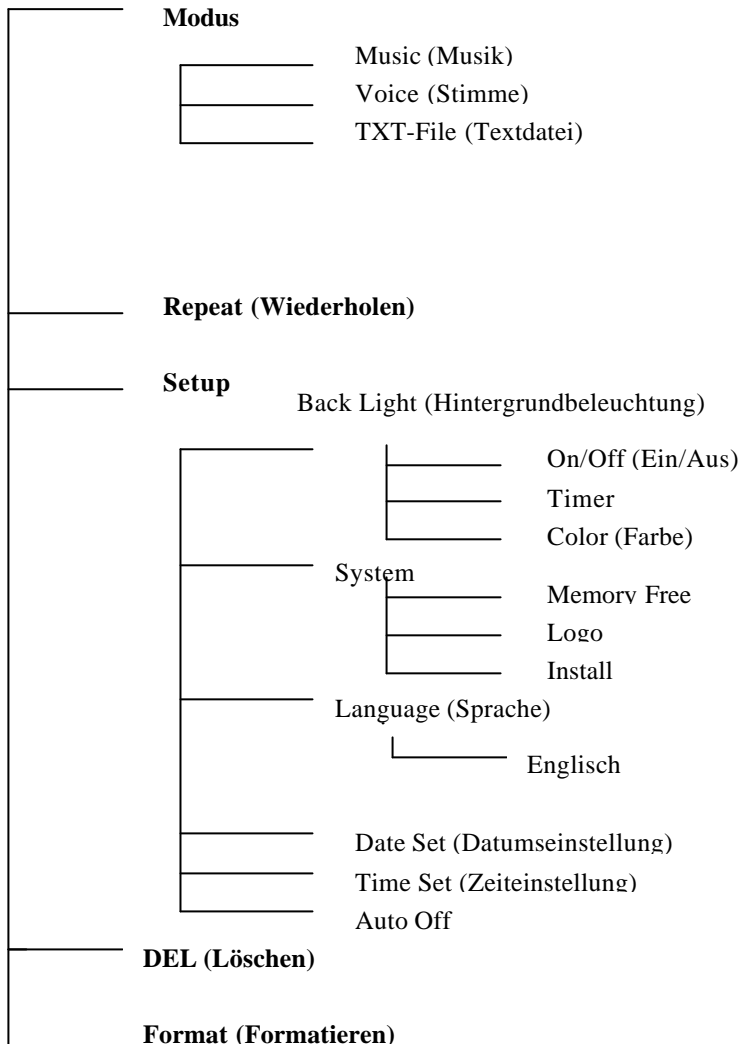 Modus
Music (Musik)
Voice (Stimme)
TXT-File (Textdatei)
Repeat (Wiederholen)
Setup
Back Light (Hintergrundbeleuchtung)
On/Off (Ein/Aus)
Timer
Color (Farbe)
System
Memory Free
Logo
Install
Language (Sprache)
Englisch
Date Set (Datumseinstellung)
Time Set (Zeiteinstellung)
Auto Off
DEL (Löschen)
Format (Formatieren)